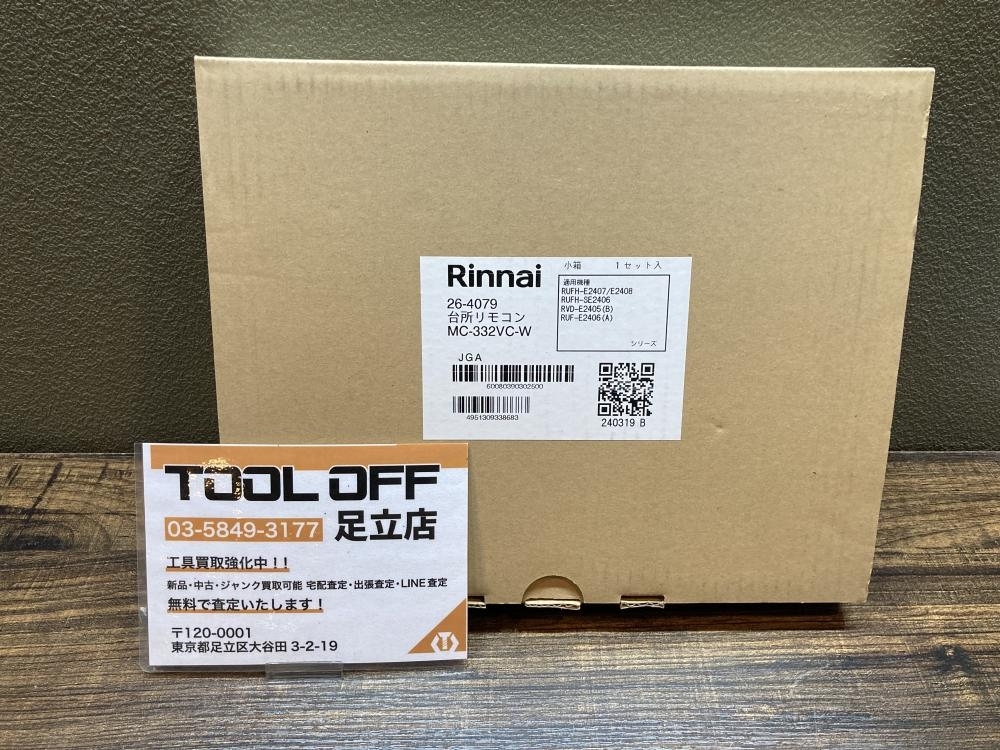 Rinnai
26-4079
台所リモコン
MC-332VC-W
小箱 1セット入
適用機種
RUFH-E2407/E2408
RUFH-SE2406
RVD-E2405(B)
RUF-E2406(A)
シリーズ
JGA
60080390302500
4951309338683
240319 B
TOOL OFF
03-5849-3177 足立店
工具買取強化中!!
新品・中古・ジャンク買取可能 宅配査定・出張査定・LINE査定
無料で査定いたします!
〒120-0001
東京都足立区大谷田 3-2-19